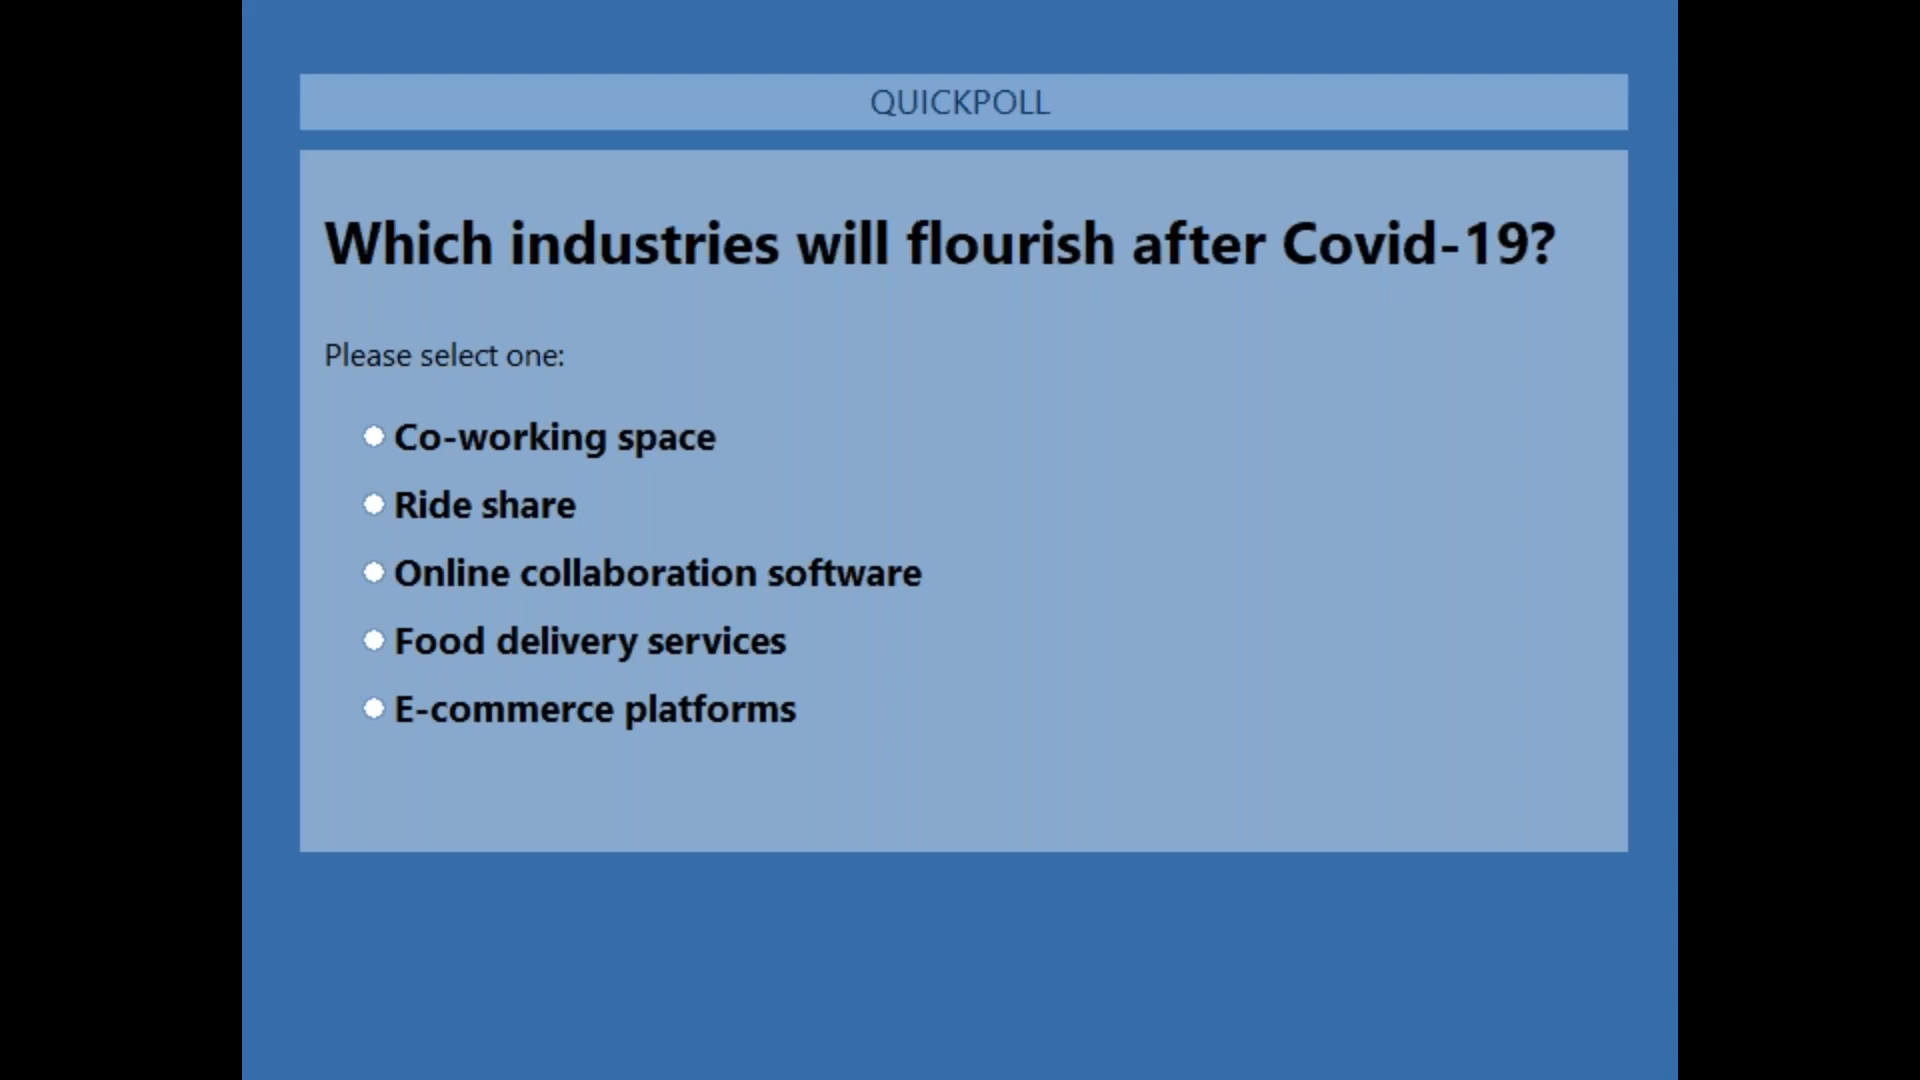 QUICKPOLL
Which industries will flourish after Covid-19?
Please select one:
Co-working space
Ride share
Online collaboration software
Food delivery services
E-commerce platforms